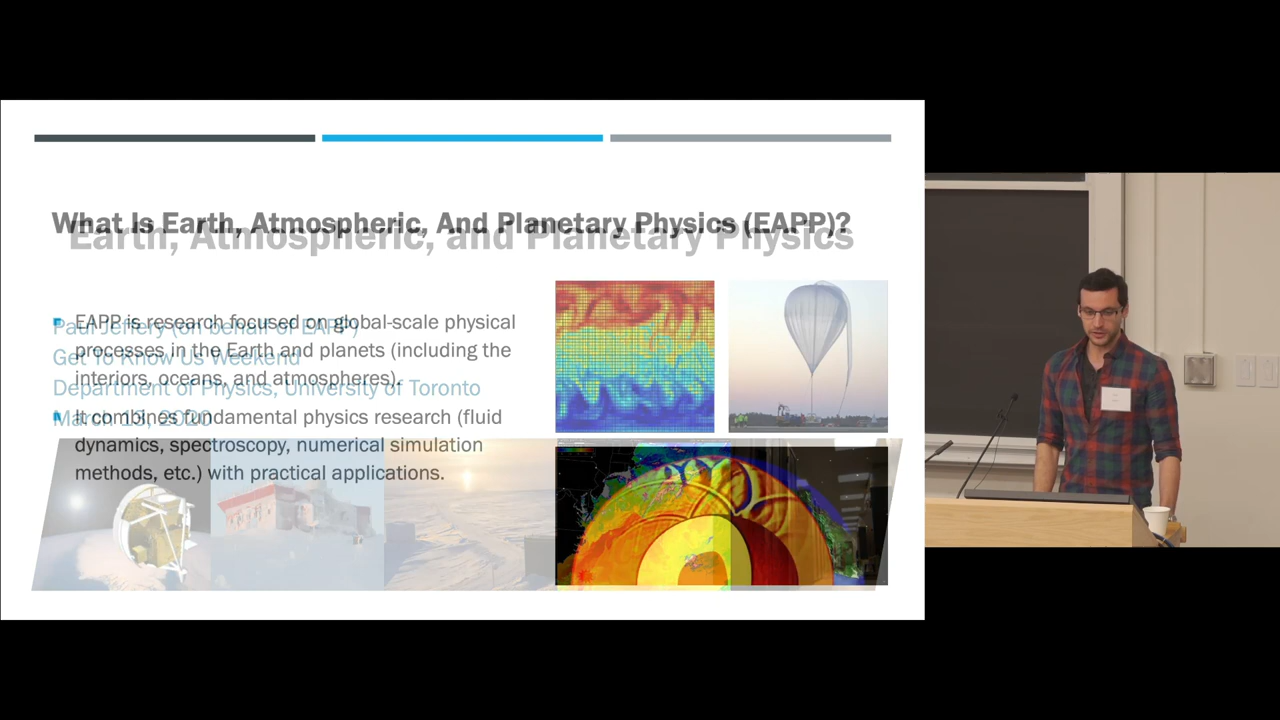 What Is Earth, Atmospheric, And Planetary Physics (EAPP)?
Earth, Atmospheric, and Planetary Physics
EAPP is research focused on global-scale physical
processes in the Earth and planets (including the
interiors, oceans, and atmospheres).
It combines fundamental physics research (fluid
dynamics, spectroscopy, numerical simulation
methods, etc.) with practical applications.
Paul Jeffery (on behalf of EAPP)
Get To Know Us Weekend
Department of Physics, University of Toronto
March 13, 2020